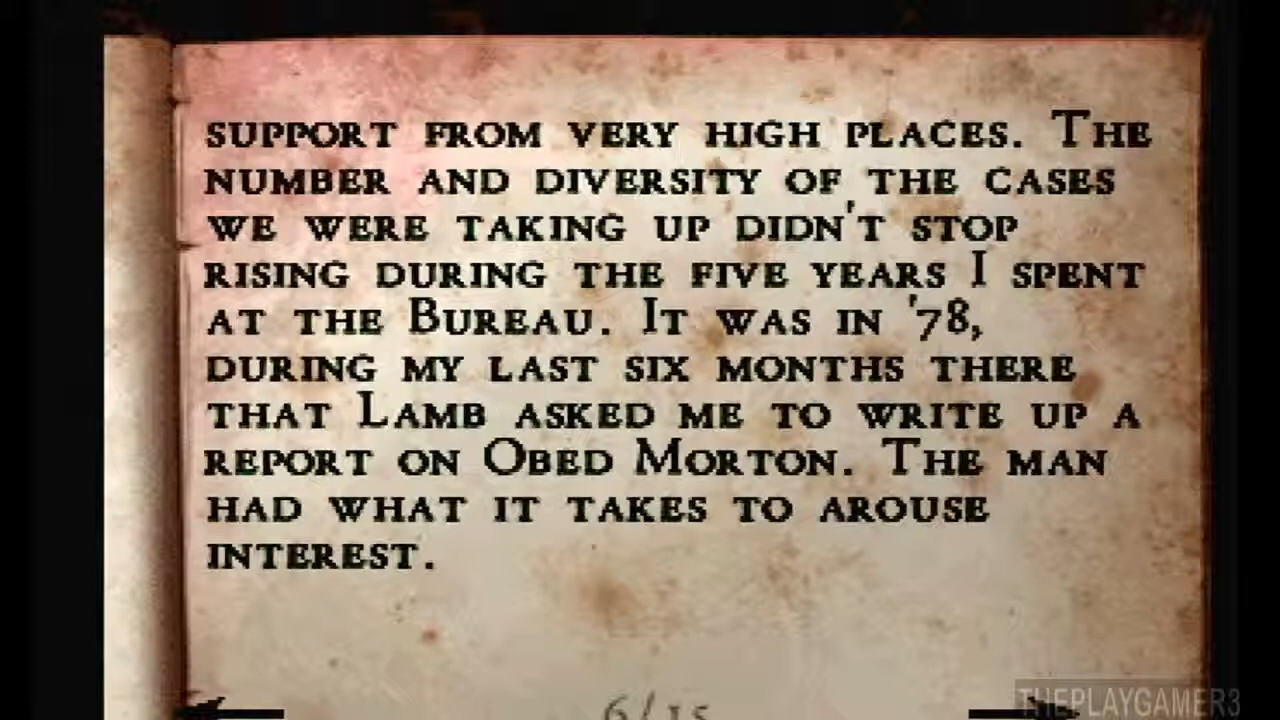 support from very high places. The
number and diversity of the cases
we were taking up didn't stop
rising during the five years I spent
at the Bureau. It was in '78,
during my last six months there
that Lamb asked me to write up a
report on Obed Morton. The man
had what it takes to arouse
interest.
6/15
THEPLAYGAMER3